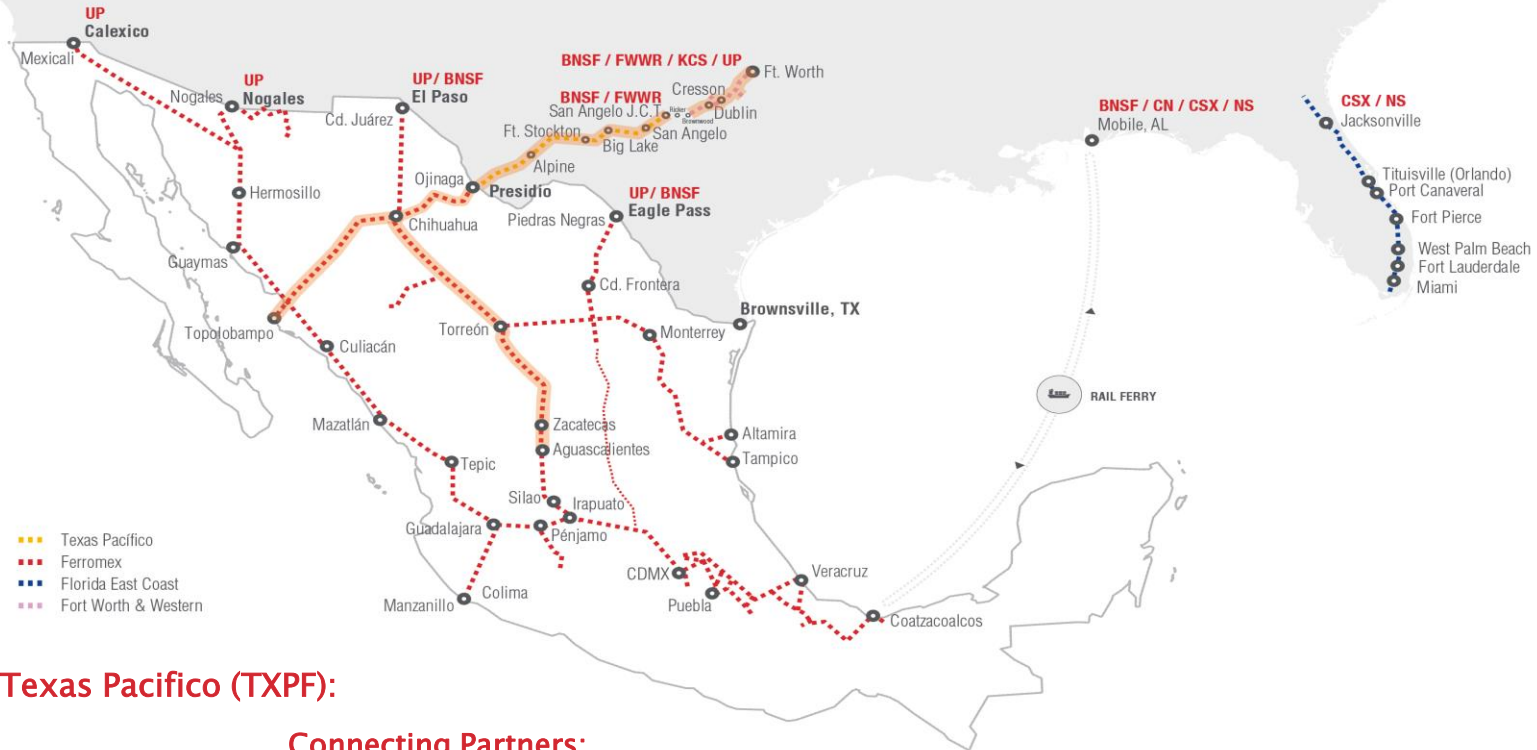 UP
Calexico
Mexicali
UP
Nogales
Nogales
UP/ BNSF
El Paso
Cd. Juárez
BNSF / FWWR / KCS / UP
Ft. Worth
Cresson
BNSF / FWWR
San Angelo J.C.T.
Ricker
Brownwood
Dublin
Ft. Stockton
San Angelo
Big Lake
Alpine
Ojinaga
Presidio
UP/ BNSF
Eagle Pass
Piedras Negras
BNSF / CN / CSX / NS
Mobile, AL
CSX / NS
Jacksonville
Tituisville (Orlando)
Port Canaveral
Fort Pierce
West Palm Beach
Fort Lauderdale
Miami
Hermosillo
Chihuahua
Guaymas
Cd. Frontera
Topolobampo
Torreón
Monterrey
Brownsville, TX
Culiacán
RAIL FERRY
Mazatlán
Zacatecas
Altamira
Aguascalientes
Tampico
Tepic
Silao
Irapuato
Guadalajara
Pénjamo
CDMX
Veracruz
Colima
Manzanillo
Puebla
Coatzacoalcos
Texas Pacífico
Ferromex
Florida East Coast
Fort Worth & Western
Texas Pacifico (TXPF):
Connecting Partners: